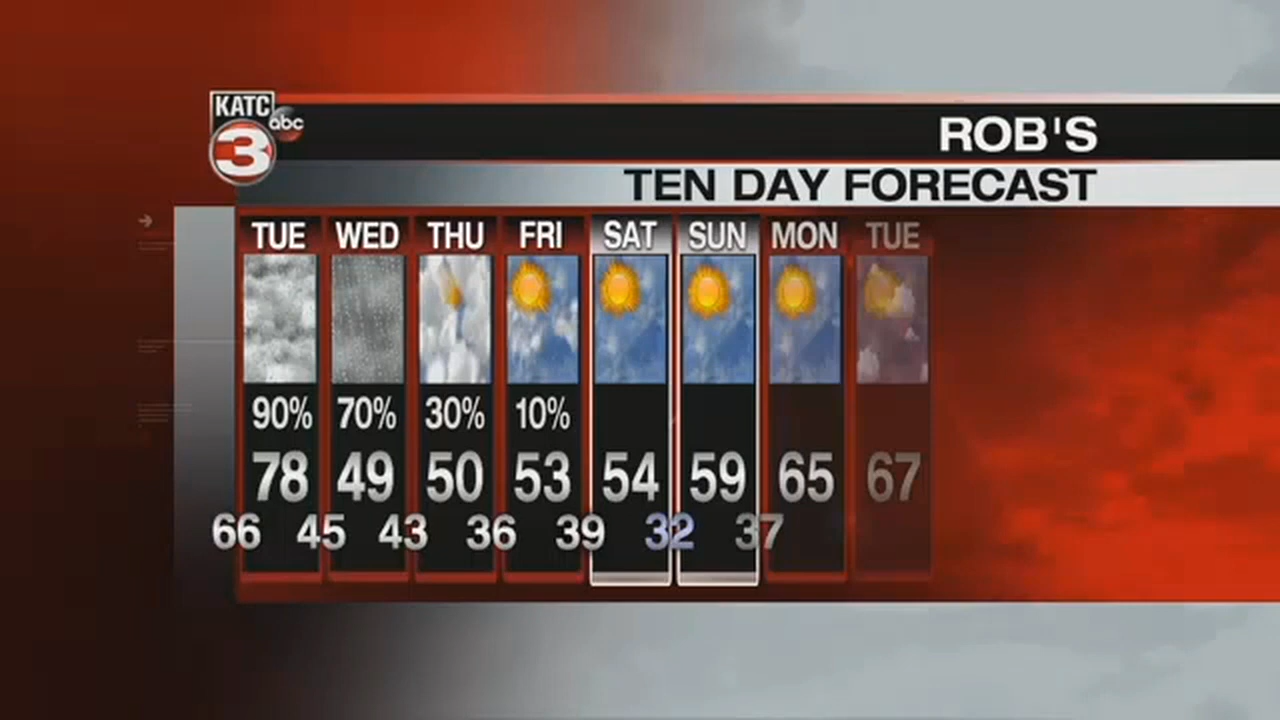 KATC
abc
3
ROB'S
TEN DAY FORECAST
TUE WED THU FRI SAT SUN MON TUE
90% 70% 30% 10%
78 49 50 53 54 59 65 67
66 45 43 36 39 32 37